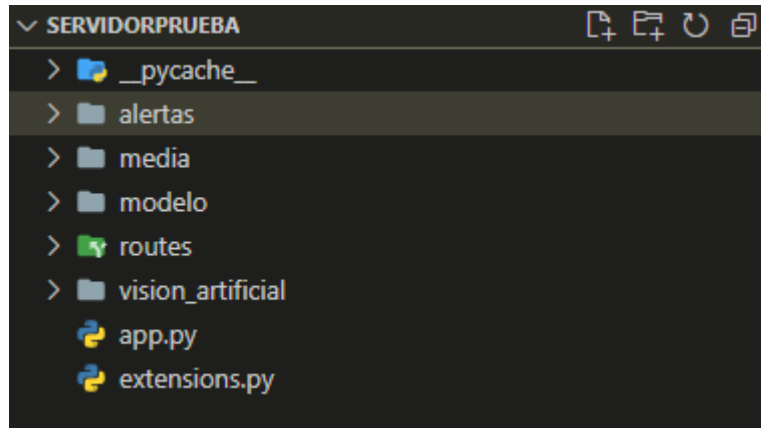 SERVIDORPRUEBA
__pycache__
alertas
media
modelo
routes
vision_artificial
app.py
extensions.py